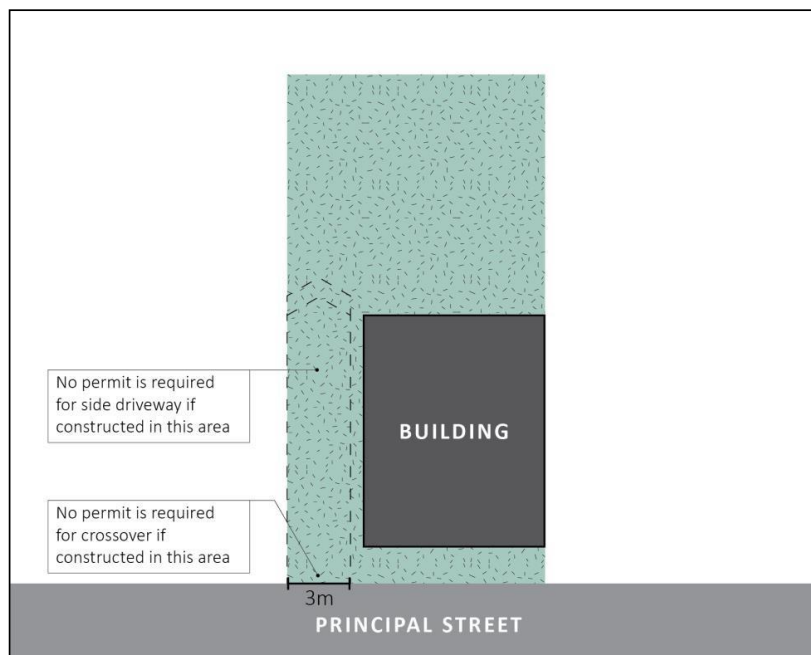 No permit is required
for side driveway if
constructed in this area
BUILDING
No permit is required
for crossover if
constructed in this area
3m
PRINCIPAL STREET